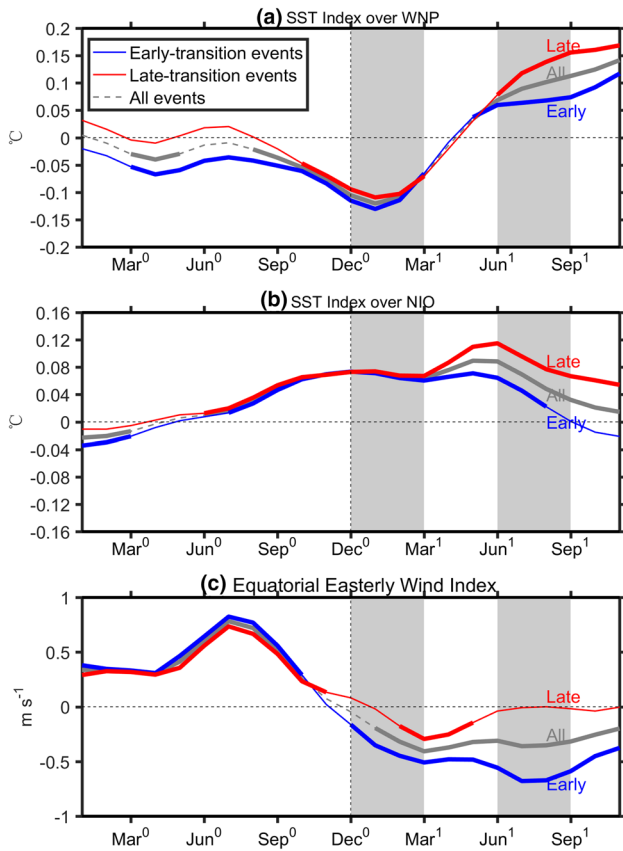 (a) SST Index over WNP
0.2
0.15
0.1
0.05
0
-0.05
-0.1
-0.15
-0.2
℃
Early-transition events
Late-transition events
All events
Late
All
Early
Mar⁰ Jun⁰ Sep⁰ Dec⁰ Mar¹ Jun¹ Sep¹
(b) SST Index over NIO
0.16
0.12
0.08
0.04
0
-0.04
-0.08
-0.12
-0.16
℃
Late
All
Early
Mar⁰ Jun⁰ Sep⁰ Dec⁰ Mar¹ Jun¹ Sep¹
(c) Equatorial Easterly Wind Index
1
0.5
0
-0.5
-1
m s⁻¹
Late
All
Early
Mar⁰ Jun⁰ Sep⁰ Dec⁰ Mar¹ Jun¹ Sep¹